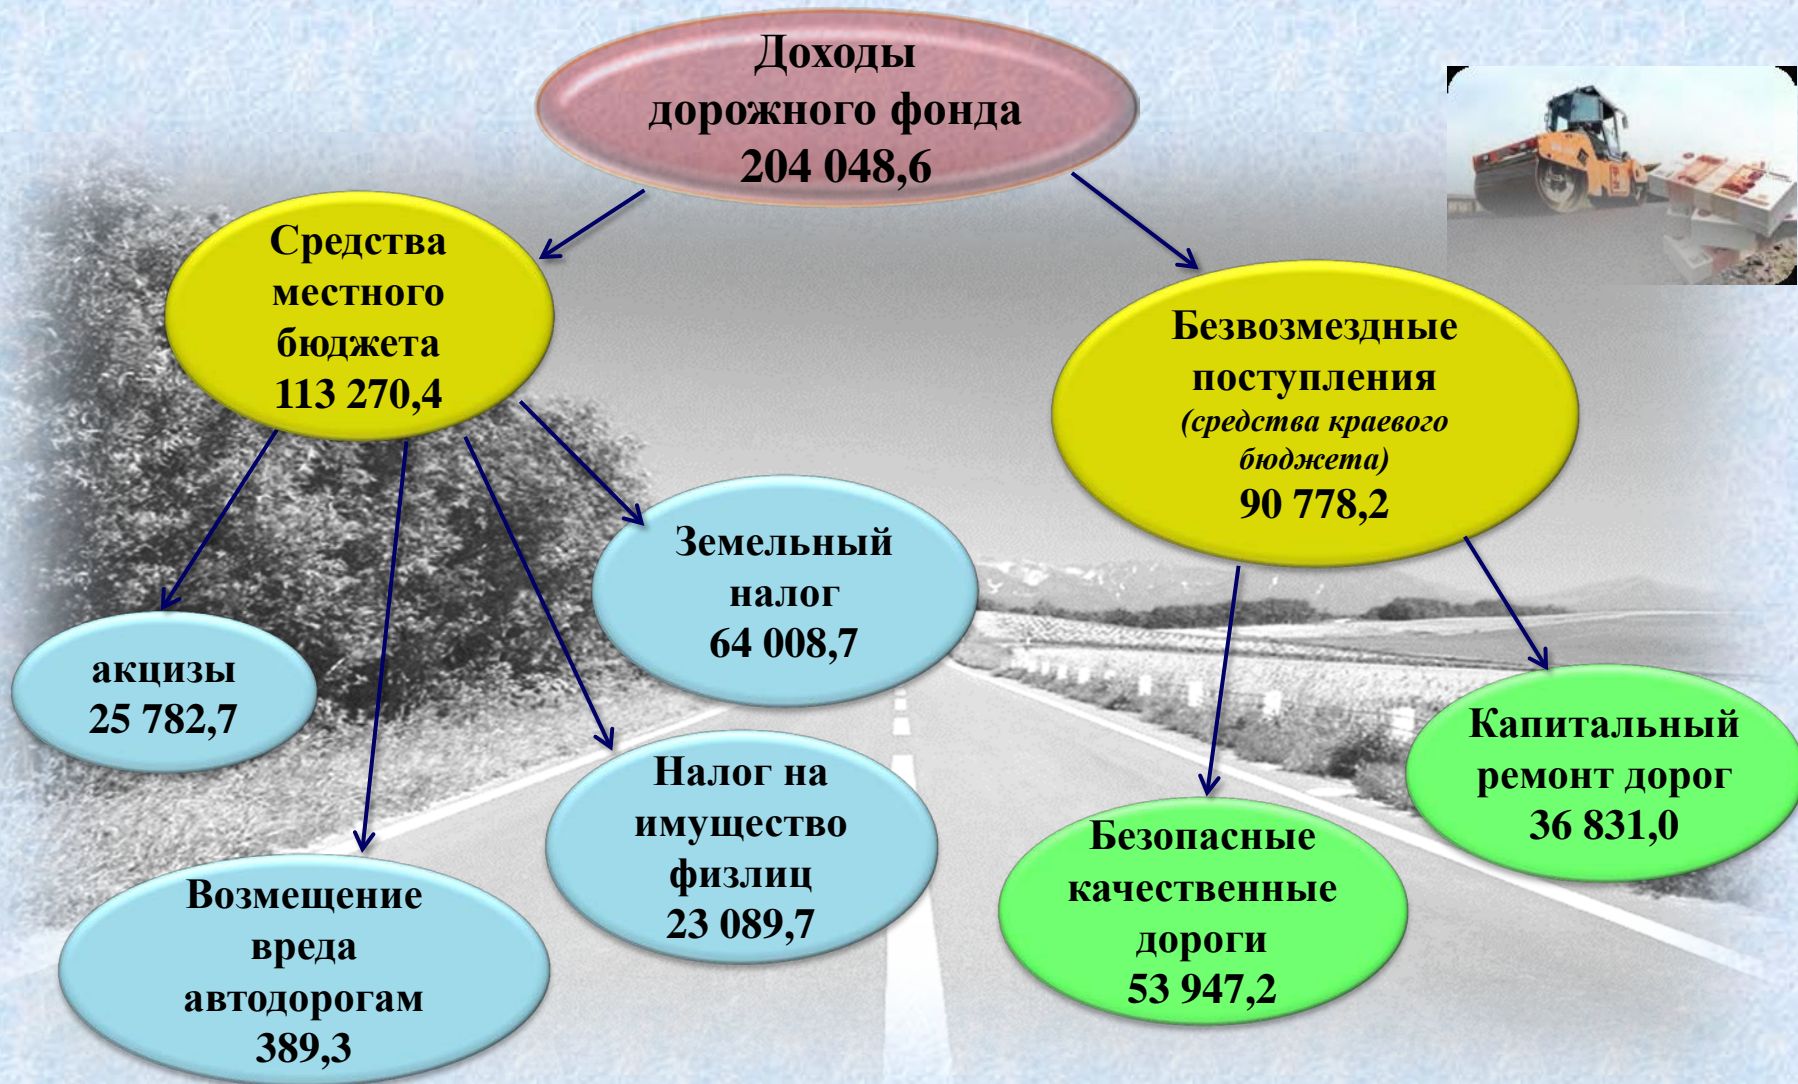 Доходы
дорожного фонда
204 048,6
Средства
местного
бюджета
113 270,4
Безвозмездные
поступления
(средства краевого
бюджета)
90 778,2
Земельный
налог
64 008,7
акцизы
25 782,7
Налог на
имущество
физлиц
23 089,7
Возмещение
вреда
автодорогам
389,3
Безопасные
качественные
дороги
53 947,2
Капитальный
ремонт дорог
36 831,0